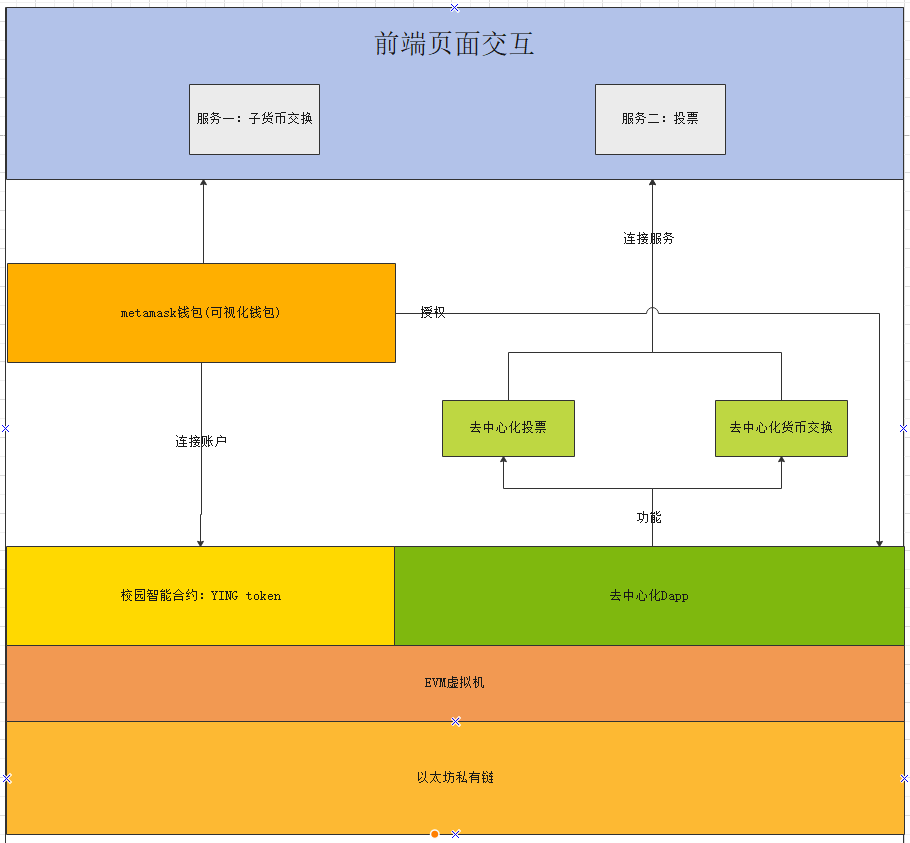 前端页面交互
服务一：子货币交换
服务二：投票
连接服务
metamask钱包(可视化钱包)
授权
去中心化投票
去中心化货币交换
连接账户
功能
校园智能合约：YING token
去中心化Dapp
EVM虚拟机
以太坊私有链